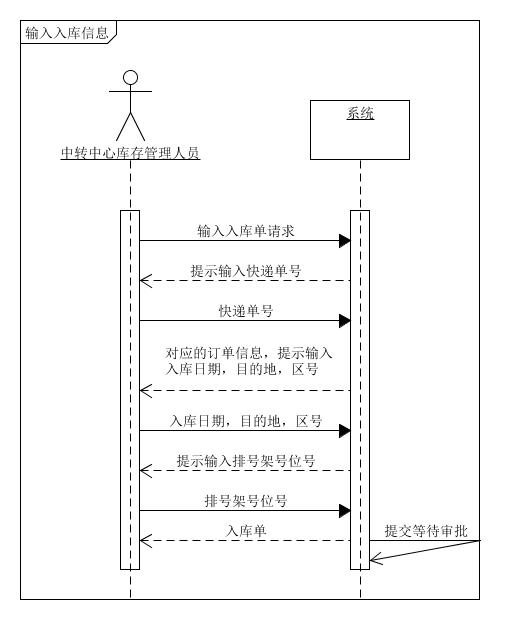 输入入库信息
系统
中转中心库存管理人员
输入入库单请求
提示输入快递单号
快递单号
对应的订单信息，提示输入
入库日期，目的地，区号
入库日期，目的地，区号
提示输入排号架号位号
排号架号位号
入库单
提交等待审批